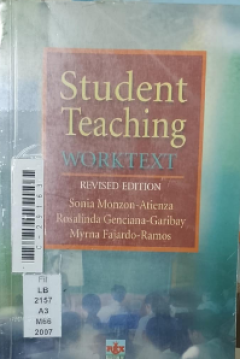 Student
Teaching
WORKTEXT
REVISED EDITION
Sonia Monzon-Atienza
Rosalinda Genciana-Garibay
Myrna Fajardo-Ramos
Fil
LB
2157
A3
M66
2007
REX